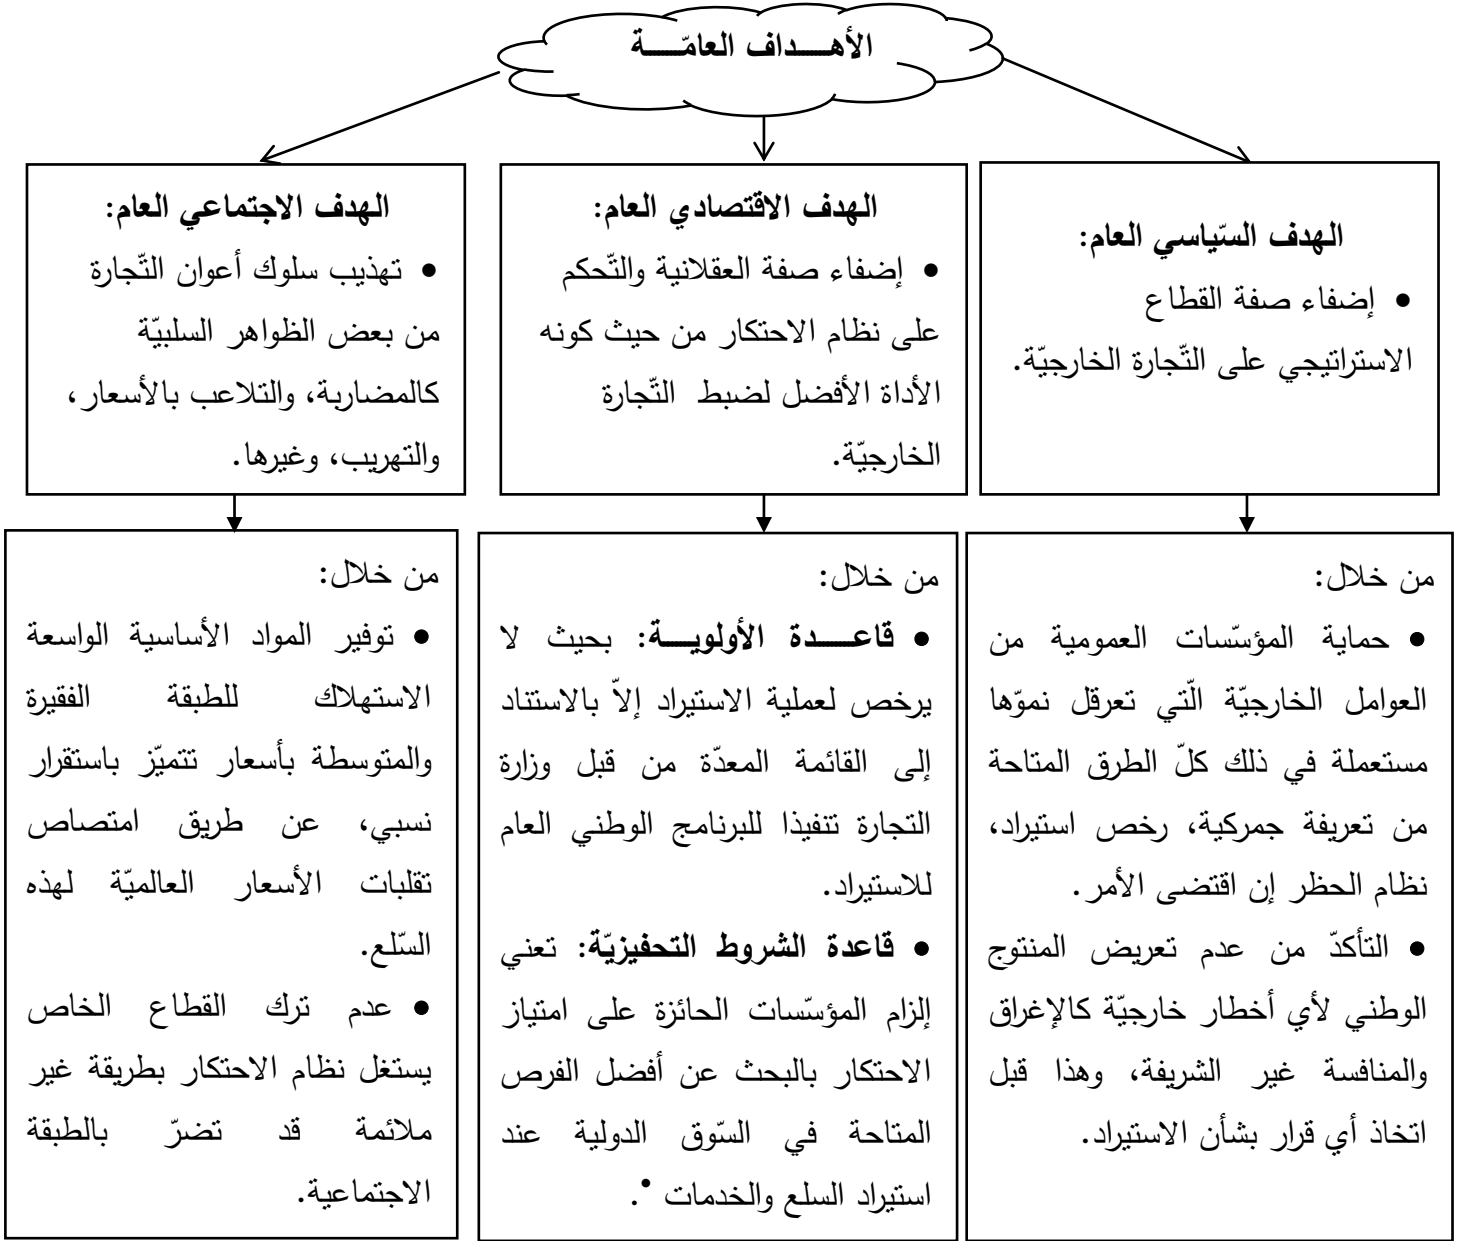 الأهـــداف العامّـــة
الهدف السّياسي العام:
• إضفاء صفة القطاع
الاستراتيجي على التّجارة الخارجيّة.
الهدف الاقتصادي العام:
• إضفاء صفة العقلانية والتّحكم
على نظام الاحتكار من حيث كونه
الأداة الأفضل لضبط التّجارة
الخارجيّة.
الهدف الاجتماعي العام:
• تهذيب سلوك أعوان التّجارة
من بعض الظواهر السلبيّة
كالمضاربة، والتلاعب بالأسعار،
والتهريب، وغيرها.
من خلال:
• حماية المؤسّسات العمومية من
العوامل الخارجيّة الّتي تعرقل نموّها
مستعملة في ذلك كلّ الطرق المتاحة
من تعريفة جمركية، رخص استيراد،
نظام الحظر إن اقتضى الأمر.
• التأكدّ من عدم تعريض المنتوج
الوطني لأي أخطار خارجيّة كالإغراق
والمنافسة غير الشريفة، وهذا قبل
اتخاذ أي قرار بشأن الاستيراد.
من خلال:
• قاعـــدة الأولويـــة: بحيث لا
يرخص لعملية الاستيراد إلاّ بالاستناد
إلى القائمة المعدّة من قبل وزارة
التجارة تنفيذا للبرنامج الوطني العام
للاستيراد.
• قاعدة الشروط التحفيزيّة: تعني
إلزام المؤسّسات الحائزة على امتياز
الاحتكار بالبحث عن أفضل الفرص
المتاحة في السّوق الدولية عند
استيراد السلع والخدمات •.
من خلال:
• توفير المواد الأساسية الواسعة
الاستهلاك للطبقة الفقيرة
والمتوسطة بأسعار تتميّز باستقرار
نسبي، عن طريق امتصاص
تقلبات الأسعار العالميّة لهذه
السّلع.
• عدم ترك القطاع الخاص
يستغل نظام الاحتكار بطريقة غير
ملائمة قد تضرّ بالطبقة
الاجتماعية.